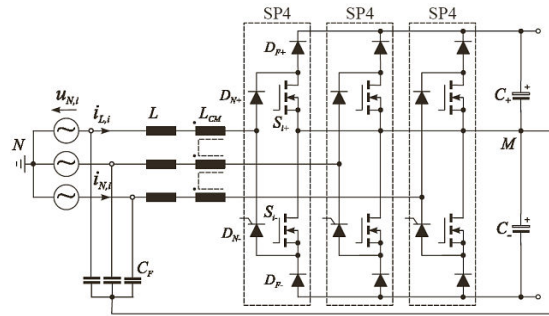 SP4 SP4 SP4
D_{F+}
u_{N,i}
i_{L,i}
L
L_{CM}
D_{N+}
S_{i+}
C_+
N
M
i_{N,i}
S_{i-}
D_{N-}
C_-
C_F
D_{F-}
+
+